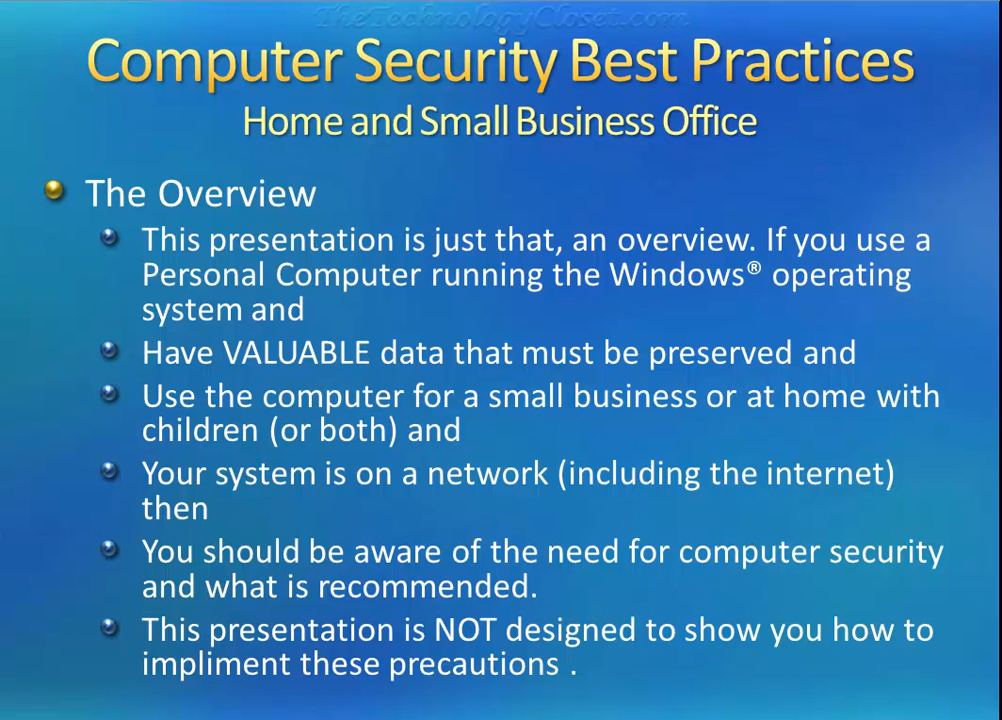 TheTechnologyCloset.com
Computer Security Best Practices
Home and Small Business Office
The Overview
This presentation is just that, an overview. If you use a
Personal Computer running the Windows® operating
system and
Have VALUABLE data that must be preserved and
Use the computer for a small business or at home with
children (or both) and
Your system is on a network (including the internet)
then
You should be aware of the need for computer security
and what is recommended.
This presentation is NOT designed to show you how to
impliment these precautions .